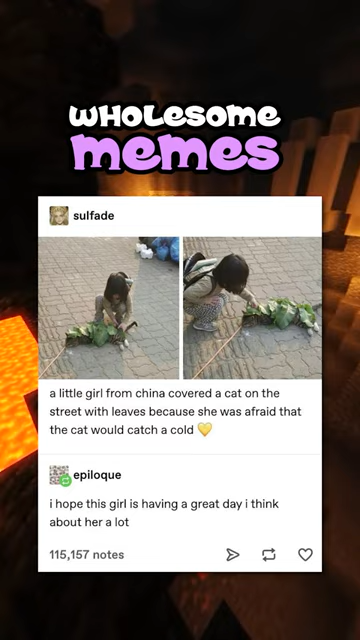 wholesome
memes
sulfade
a little girl from china covered a cat on the
street with leaves because she was afraid that
the cat would catch a cold 💛
epiloque
i hope this girl is having a great day i think
about her a lot
115,157 notes